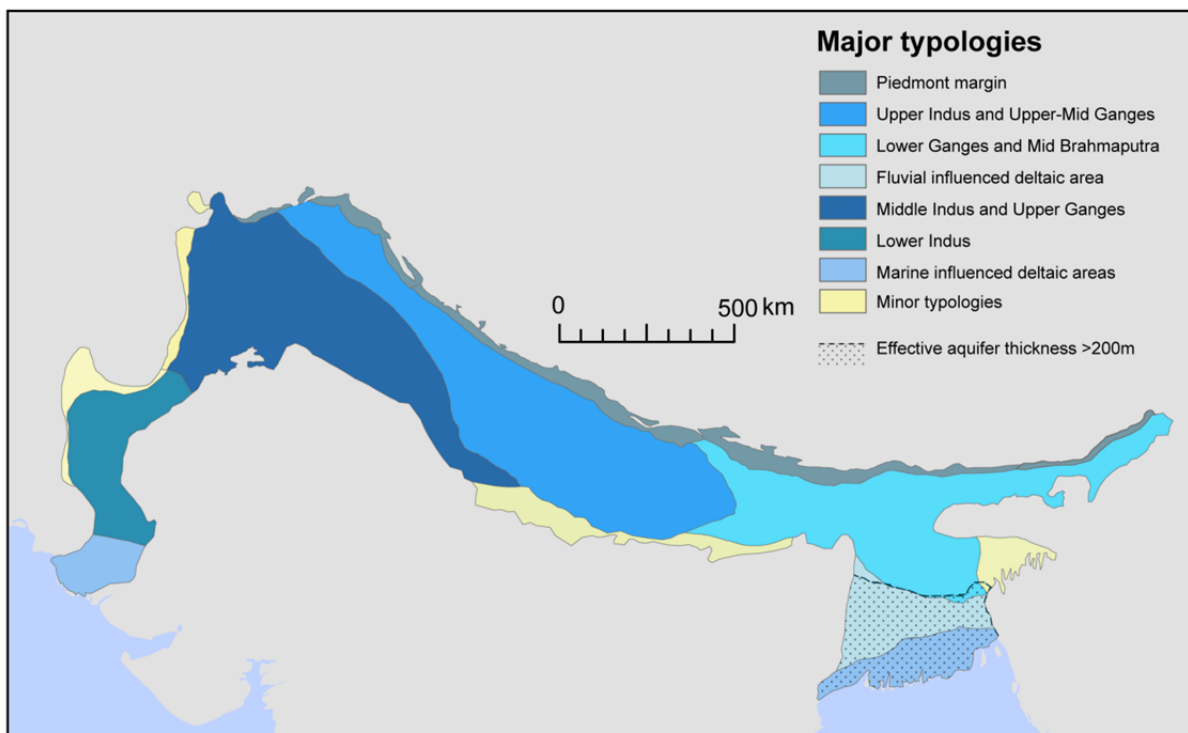 Major typologies
Piedmont margin
Upper Indus and Upper-Mid Ganges
Lower Ganges and Mid Brahmaputra
Fluvial influenced deltaic area
Middle Indus and Upper Ganges
Lower Indus
Marine influenced deltaic areas
Minor typologies
Effective aquifer thickness >200m
0 500 km